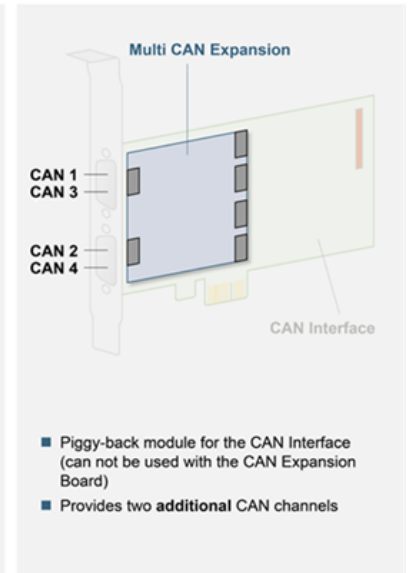 Multi CAN Expansion
CAN 1
CAN 3
CAN 2
CAN 4
CAN Interface
Piggy-back module for the CAN Interface
(can not be used with the CAN Expansion
Board)
Provides two additional CAN channels